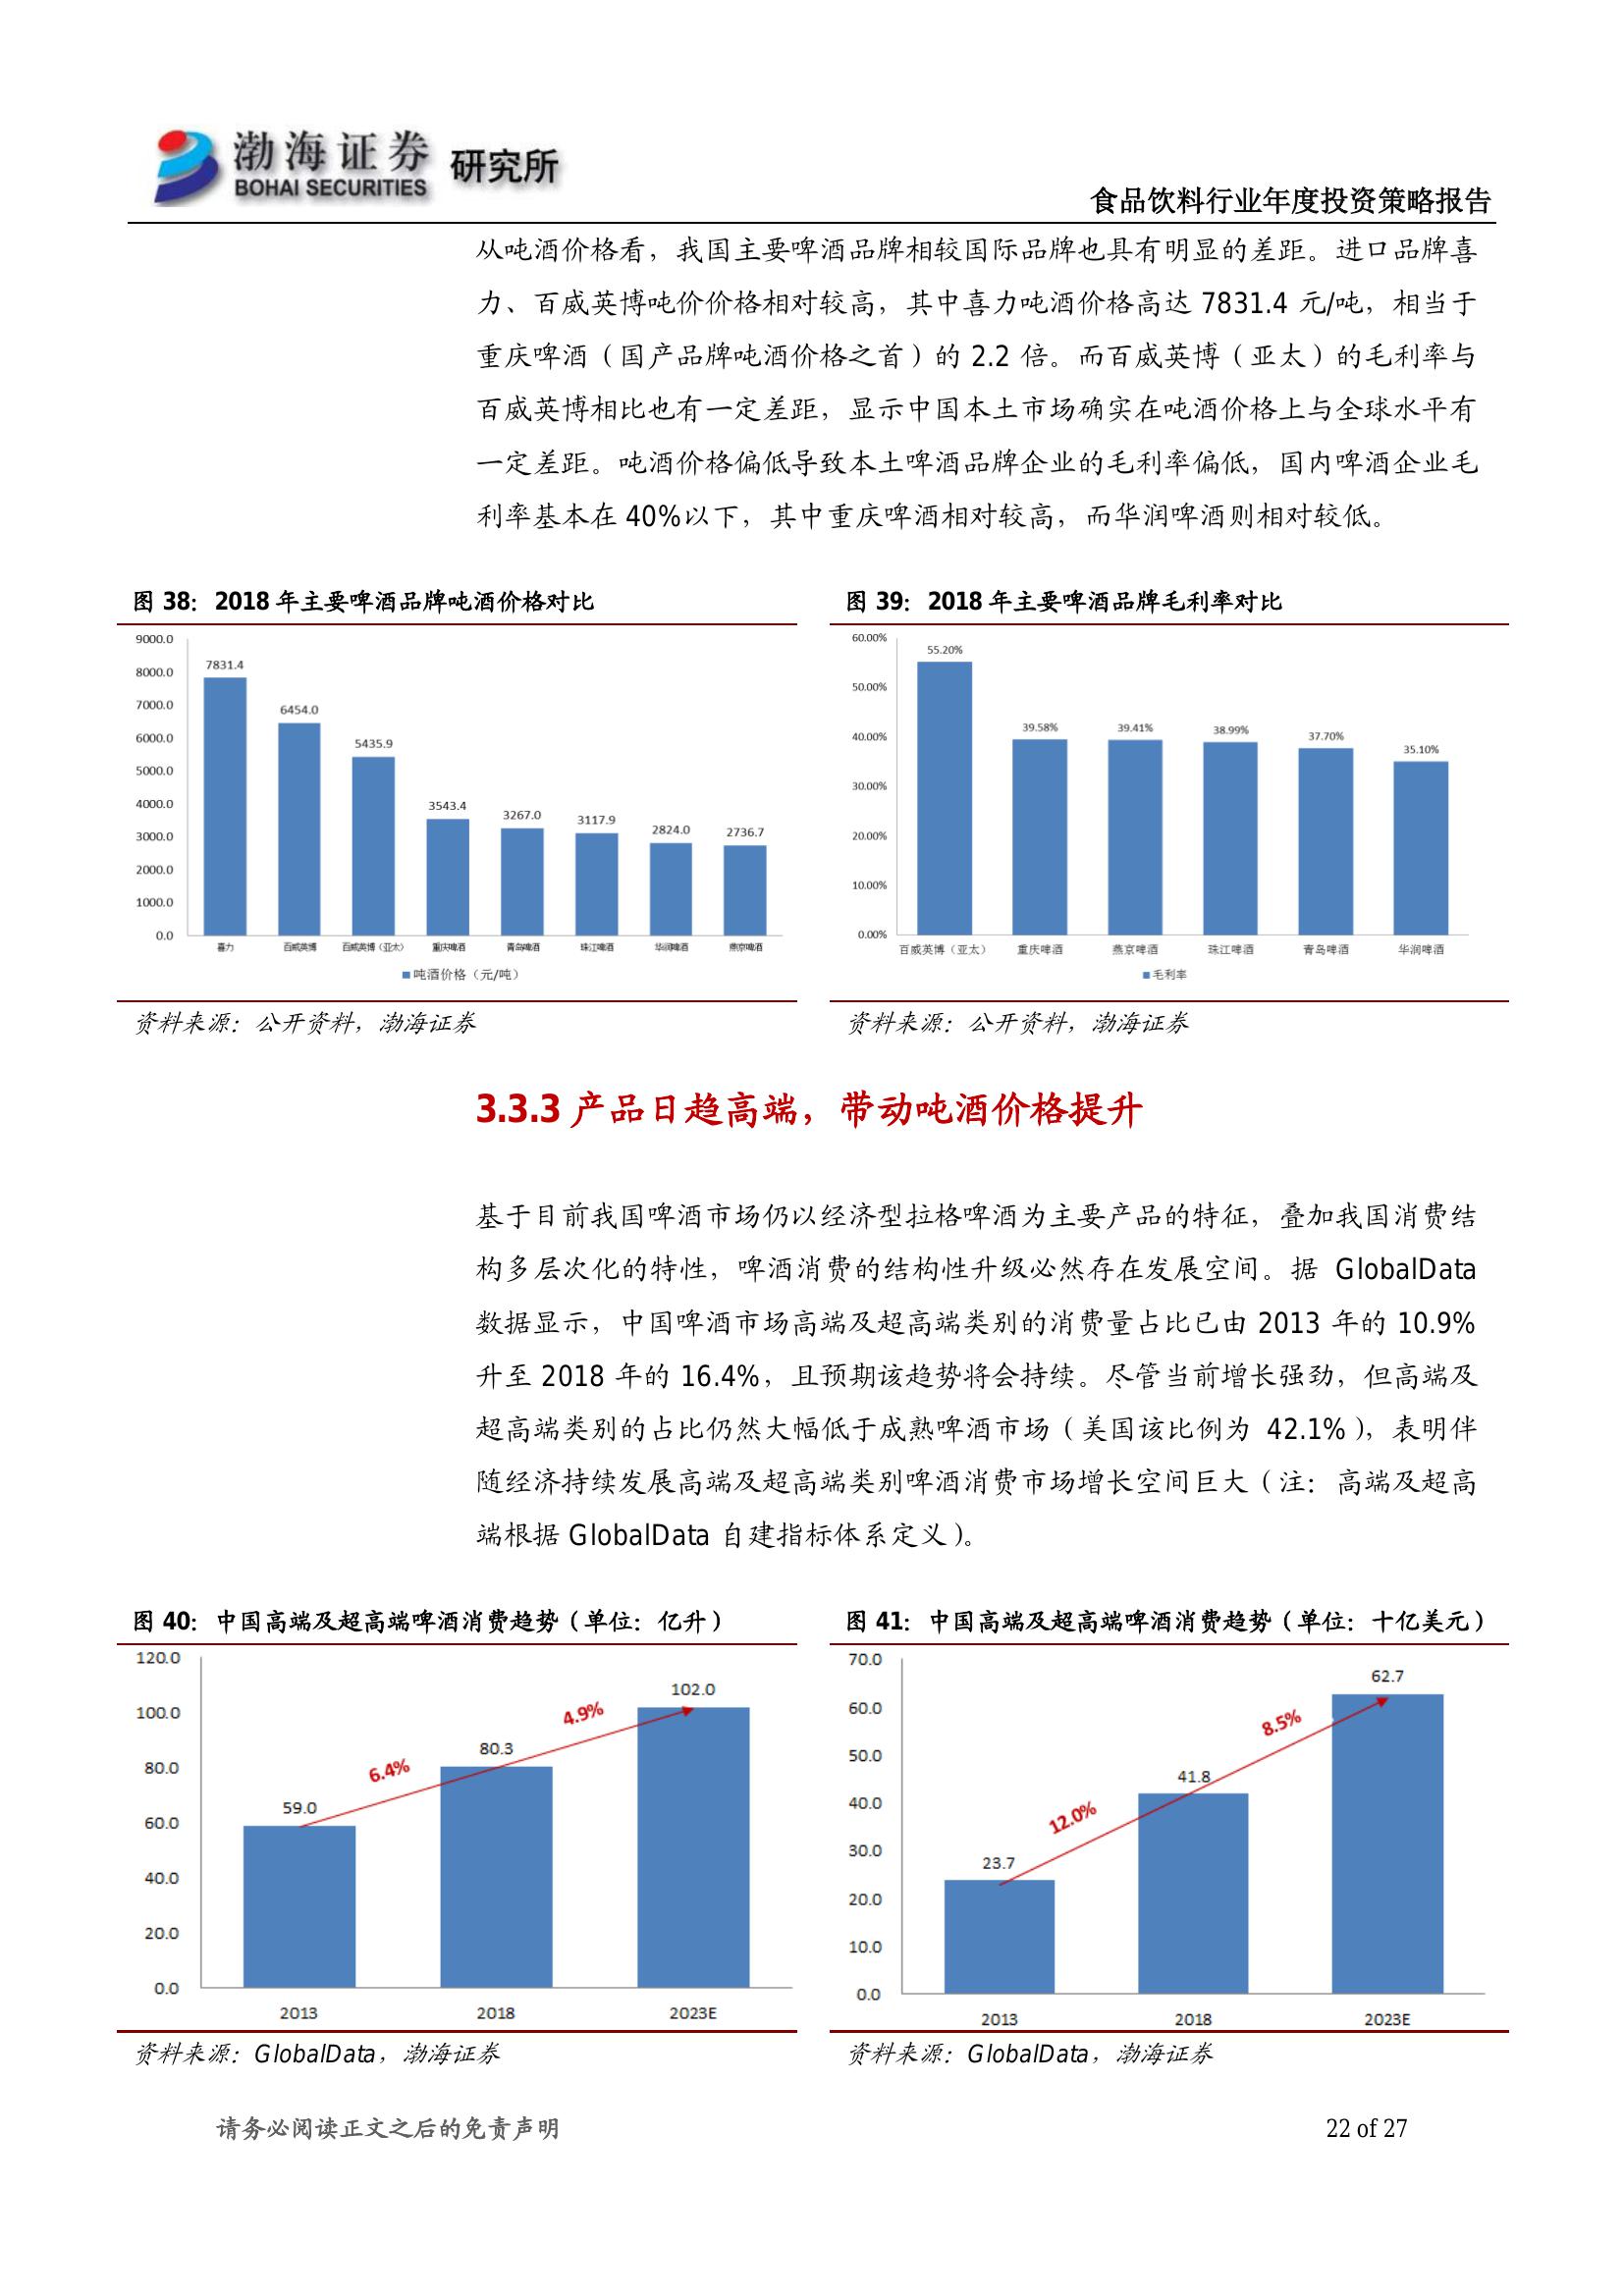 渤海证券 研究所
BOHAI SECURITIES
食品饮料行业年度投资策略报告
从吨酒价格看，我国主要啤酒品牌相较国际品牌也具有明显的差距。进口品牌喜
力、百威英博吨价价格相对较高，其中喜力吨酒价格高达 7831.4 元/吨，相当于
重庆啤酒（国产品牌吨酒价格之首）的 2.2 倍。而百威英博（亚太）的毛利率与
百威英博相比也有一定差距，显示中国本土市场确实在吨酒价格上与全球水平有
一定差距。吨酒价格偏低导致本土啤酒品牌企业的毛利率偏低，国内啤酒企业毛
利率基本在 40%以下，其中重庆啤酒相对较高，而华润啤酒则相对较低。
图 38：2018 年主要啤酒品牌吨酒价格对比
9000.0
8000.0
7000.0
6000.0
5000.0
4000.0
3000.0
2000.0
1000.0
0.0
7831.4
6454.0
5435.9
3543.4
3267.0
3117.9
2824.0
2736.7
喜力 百威英博 百威英博（亚太） 重庆啤酒 青岛啤酒 珠江啤酒 华润啤酒 燕京啤酒
吨酒价格（元/吨）
资料来源：公开资料，渤海证券
图 39：2018 年主要啤酒品牌毛利率对比
60.00%
50.00%
40.00%
30.00%
20.00%
10.00%
0.00%
55.20%
39.58%
39.41%
38.99%
37.70%
35.10%
百威英博（亚太） 重庆啤酒 燕京啤酒 珠江啤酒 青岛啤酒 华润啤酒
毛利率
资料来源：公开资料，渤海证券
3.3.3 产品日趋高端，带动吨酒价格提升
基于目前我国啤酒市场仍以经济型拉格啤酒为主要产品的特征，叠加我国消费结
构多层次化的特性，啤酒消费的结构性升级必然存在发展空间。据 GlobalData
数据显示，中国啤酒市场高端及超高端类别的消费量占比已由 2013 年的 10.9%
升至 2018 年的 16.4%，且预期该趋势将会持续。尽管当前增长强劲，但高端及
超高端类别的占比仍然大幅低于成熟啤酒市场（美国该比例为 42.1%），表明伴
随经济持续发展高端及超高端类别啤酒消费市场增长空间巨大（注：高端及超高
端根据 GlobalData 自建指标体系定义）。
图 40：中国高端及超高端啤酒消费趋势（单位：亿升）
120.0
100.0
80.0
60.0
40.0
20.0
0.0
59.0
80.3
102.0
6.4%
4.9%
2013 2018 2023E
资料来源：GlobalData，渤海证券
图 41：中国高端及超高端啤酒消费趋势（单位：十亿美元）
70.0
60.0
50.0
40.0
30.0
20.0
10.0
0.0
23.7
41.8
62.7
12.0%
8.5%
2013 2018 2023E
资料来源：GlobalData，渤海证券
请务必阅读正文之后的免责声明
22 of 27